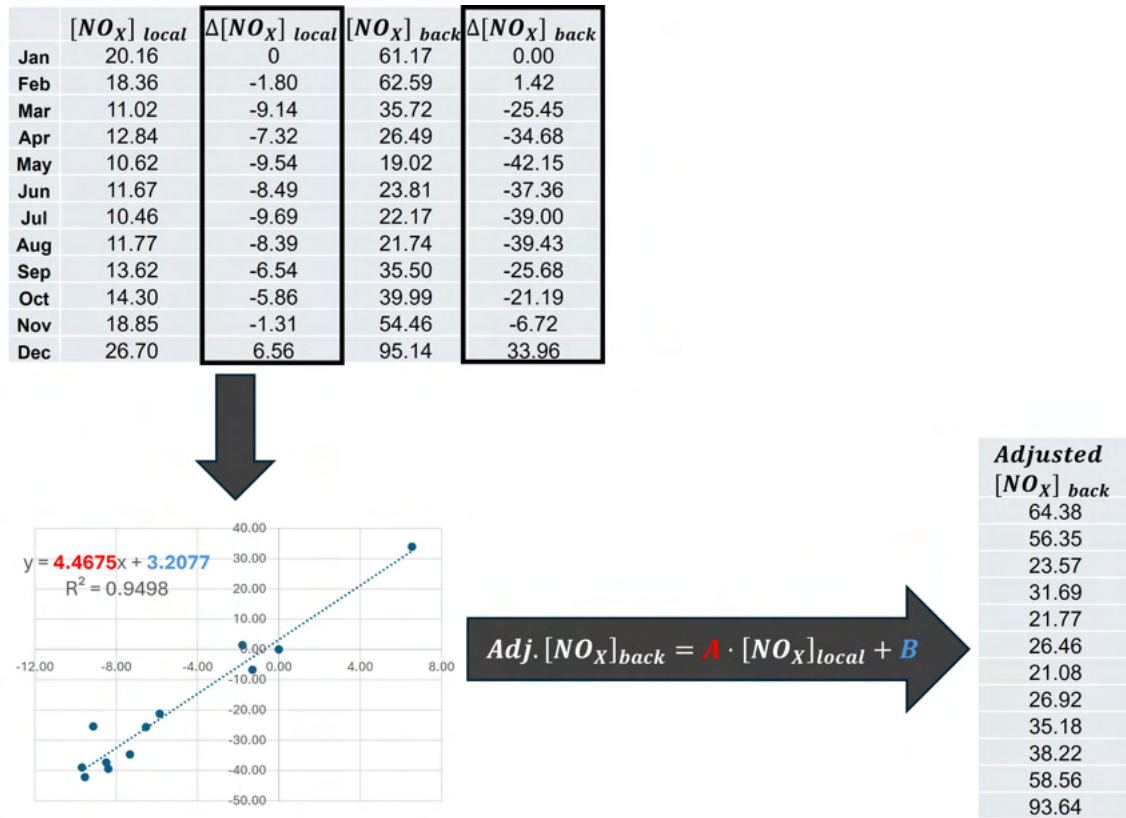 [NO_X] local Δ[NO_X] local [NO_X] back Δ[NO_X] back
Jan 20.16 0 61.17 0.00
Feb 18.36 -1.80 62.59 1.42
Mar 11.02 -9.14 35.72 -25.45
Apr 12.84 -7.32 26.49 -34.68
May 10.62 -9.54 19.02 -42.15
Jun 11.67 -8.49 23.81 -37.36
Jul 10.46 -9.69 22.17 -39.00
Aug 11.77 -8.39 21.74 -39.43
Sep 13.62 -6.54 35.50 -25.68
Oct 14.30 -5.86 39.99 -21.19
Nov 18.85 -1.31 54.46 -6.72
Dec 26.70 6.56 95.14 33.96
y = 4.4675x + 3.2077
R² = 0.9498
40.00
30.00
20.00
10.00
0.00
-12.00 -8.00 -4.00 4.00 8.00
-10.00
-20.00
-30.00
-40.00
-50.00
Adj. [NO_X]back = A · [NO_X]local + B
Adjusted
[NO_X] back
64.38
56.35
23.57
31.69
21.77
26.46
21.08
26.92
35.18
38.22
58.56
93.64